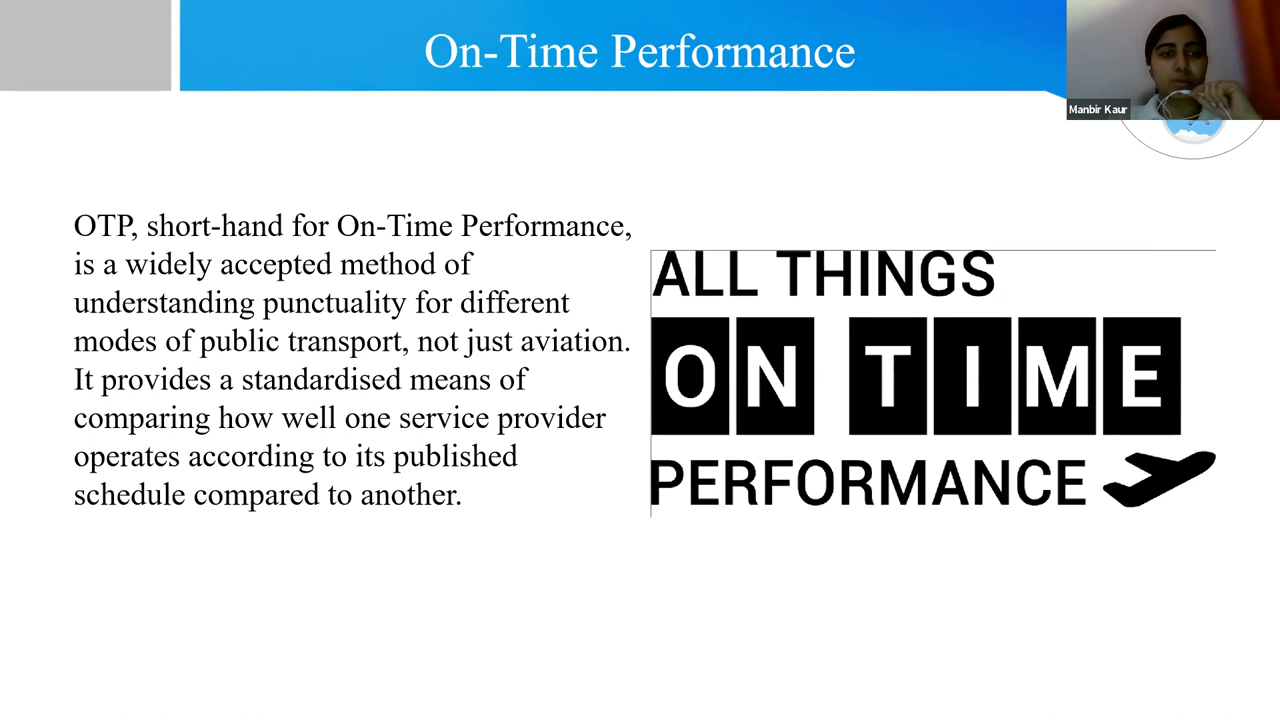 On-Time Performance
Manbir Kaur
OTP, short-hand for On-Time Performance,
is a widely accepted method of
understanding punctuality for different
modes of public transport, not just aviation.
It provides a standardised means of
comparing how well one service provider
operates according to its published
schedule compared to another.
ALL THINGS
ON TIME
PERFORMANCE